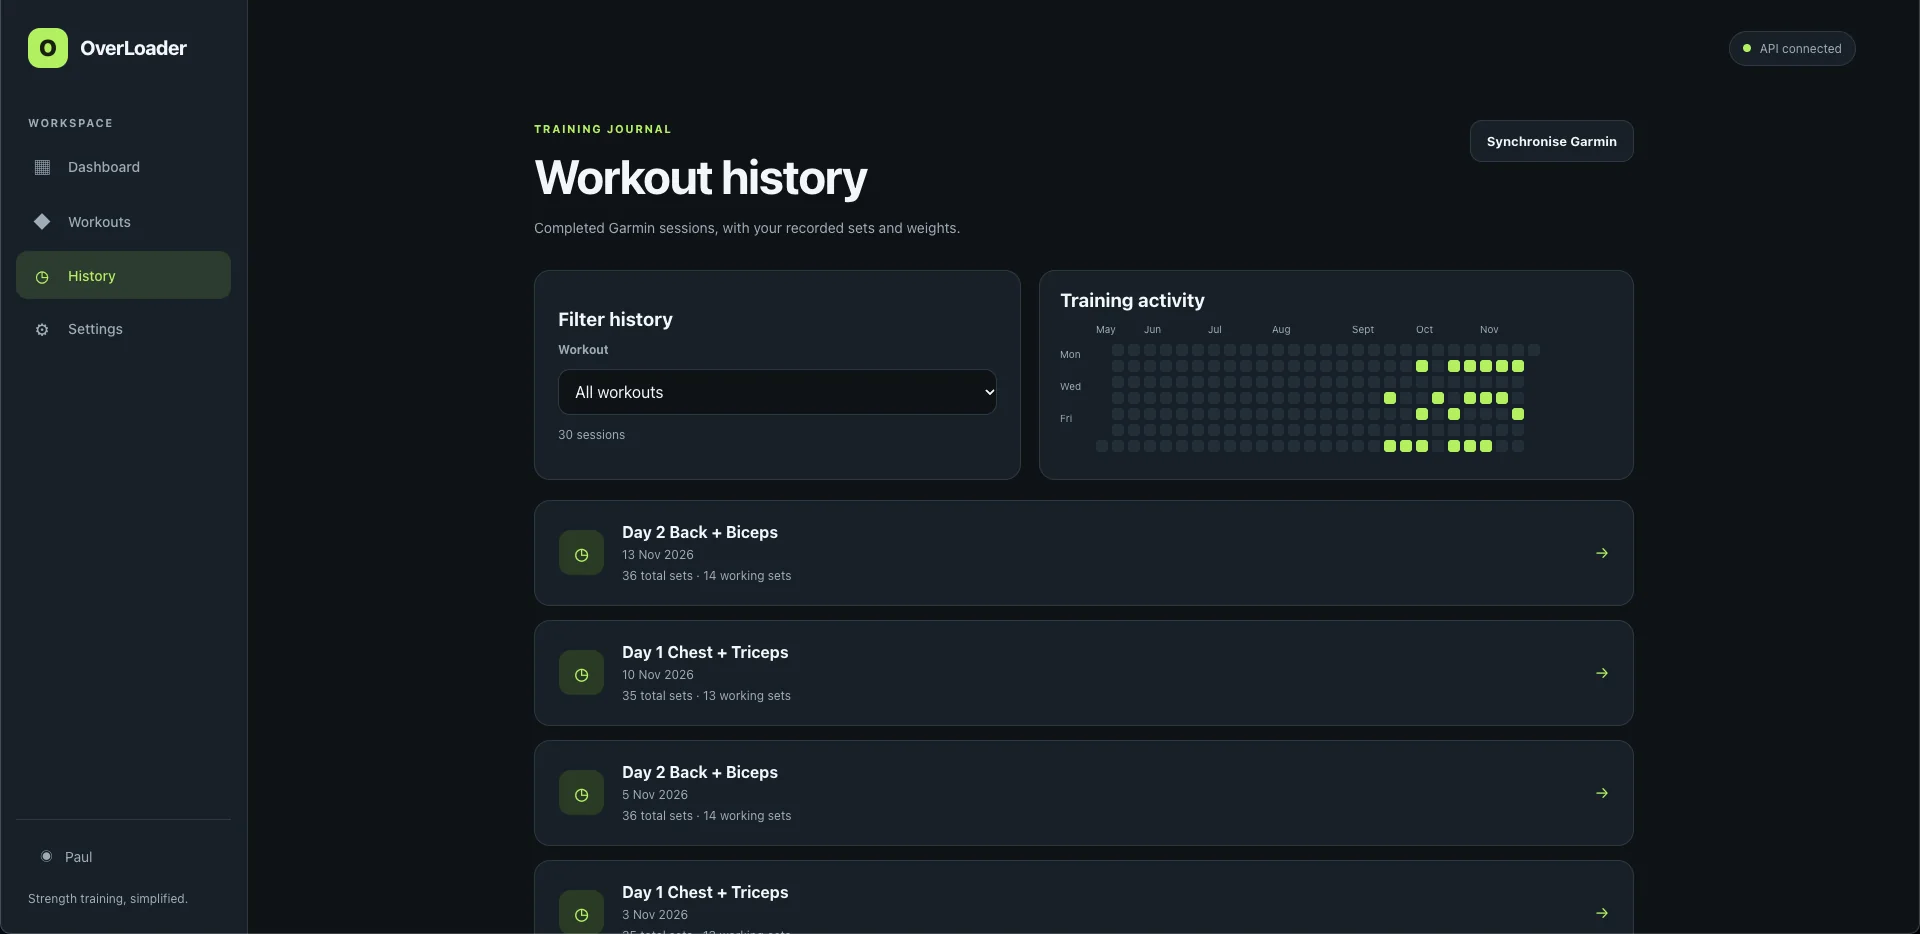 O OverLoader
API connected
WORKSPACE
Dashboard
Workouts
History
Settings
Paul
Strength training, simplified.
TRAINING JOURNAL
Synchronise Garmin
Workout history
Completed Garmin sessions, with your recorded sets and weights.
Filter history
Workout
All workouts
30 sessions
Training activity
May Jun Jul Aug Sept Oct Nov
Mon
Wed
Fri
Day 2 Back + Biceps
13 Nov 2026
36 total sets · 14 working sets
Day 1 Chest + Triceps
10 Nov 2026
35 total sets · 13 working sets
Day 2 Back + Biceps
5 Nov 2026
36 total sets · 14 working sets
Day 1 Chest + Triceps
3 Nov 2026